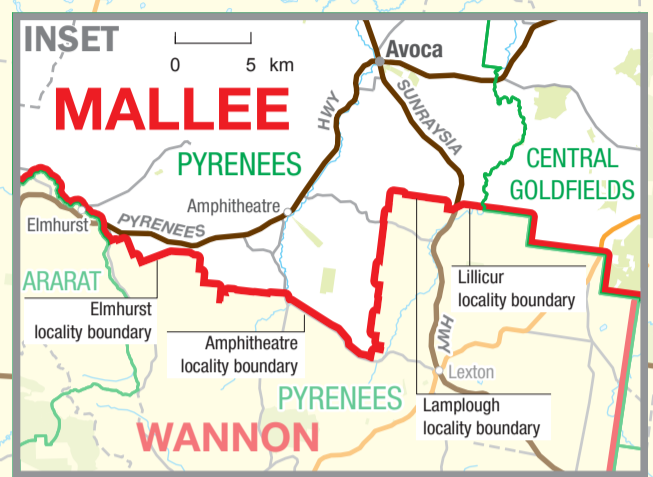 INSET
0 5 km
Avoca
MALLEE
HWY
SUNRAYSIA
PYRENEES
CENTRAL
GOLDFIELDS
Amphitheatre
Elmhurst
PYRENEES
ARARAT
Elmhurst
locality boundary
Lillicur
locality boundary
Amphitheatre
locality boundary
HWY
Lexton
PYRENEES
Lamplough
locality boundary
WANNON